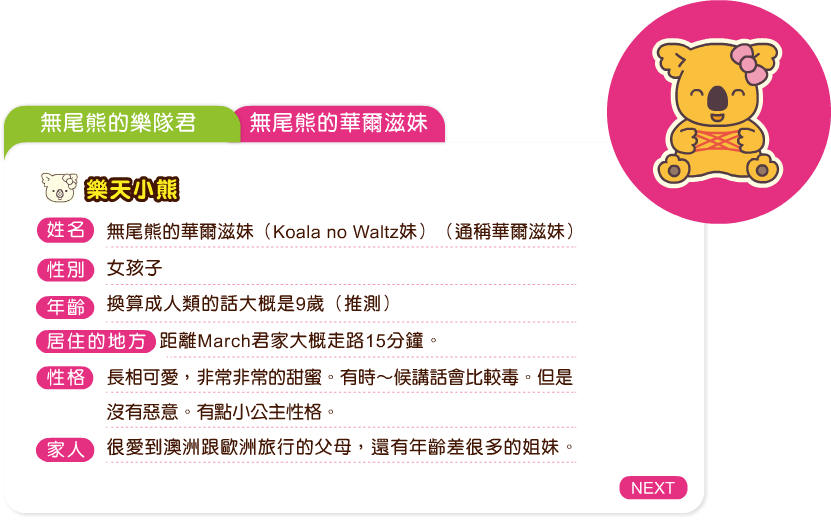 無尾熊的樂隊君
無尾熊的華爾滋妹
樂天小熊
姓名 無尾熊的華爾滋妹（Koala no Waltz妹）（通稱華爾滋妹）
性別 女孩子
年齡 換算成人類的話大概是9歲（推測）
居住的地方 距離March君家大概走路15分鐘。
性格 長相可愛，非常非常的甜蜜。有時～候講話會比較毒。但是
沒有惡意。有點小公主性格。
家人 很愛到澳洲跟歐洲旅行的父母，還有年齡差很多的姐妹。
NEXT